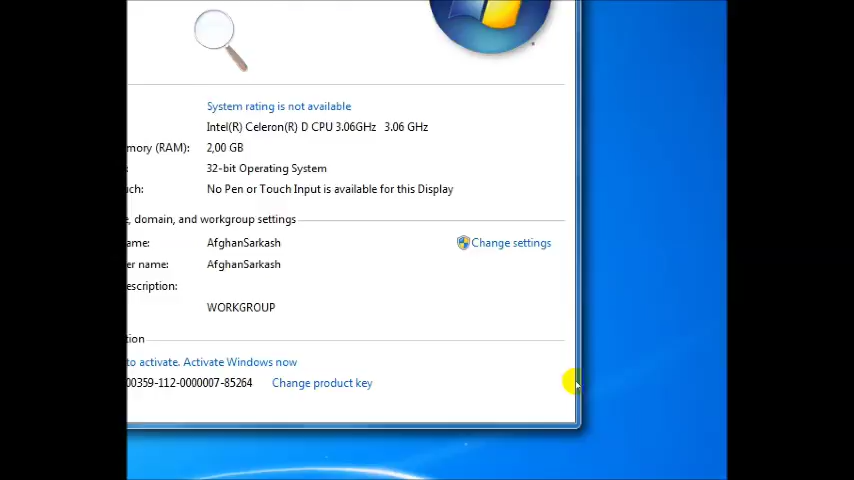 System rating is not available
Intel(R) Celeron(R) D CPU 3.06GHz 3.06 GHz
mory (RAM): 2,00 GB
32-bit Operating System
ch: No Pen or Touch Input is available for this Display
e, domain, and workgroup settings
ame: AfghanSarkash Change settings
er name: AfghanSarkash
escription:
WORKGROUP
tion
to activate. Activate Windows now
00359-112-0000007-85264 Change product key